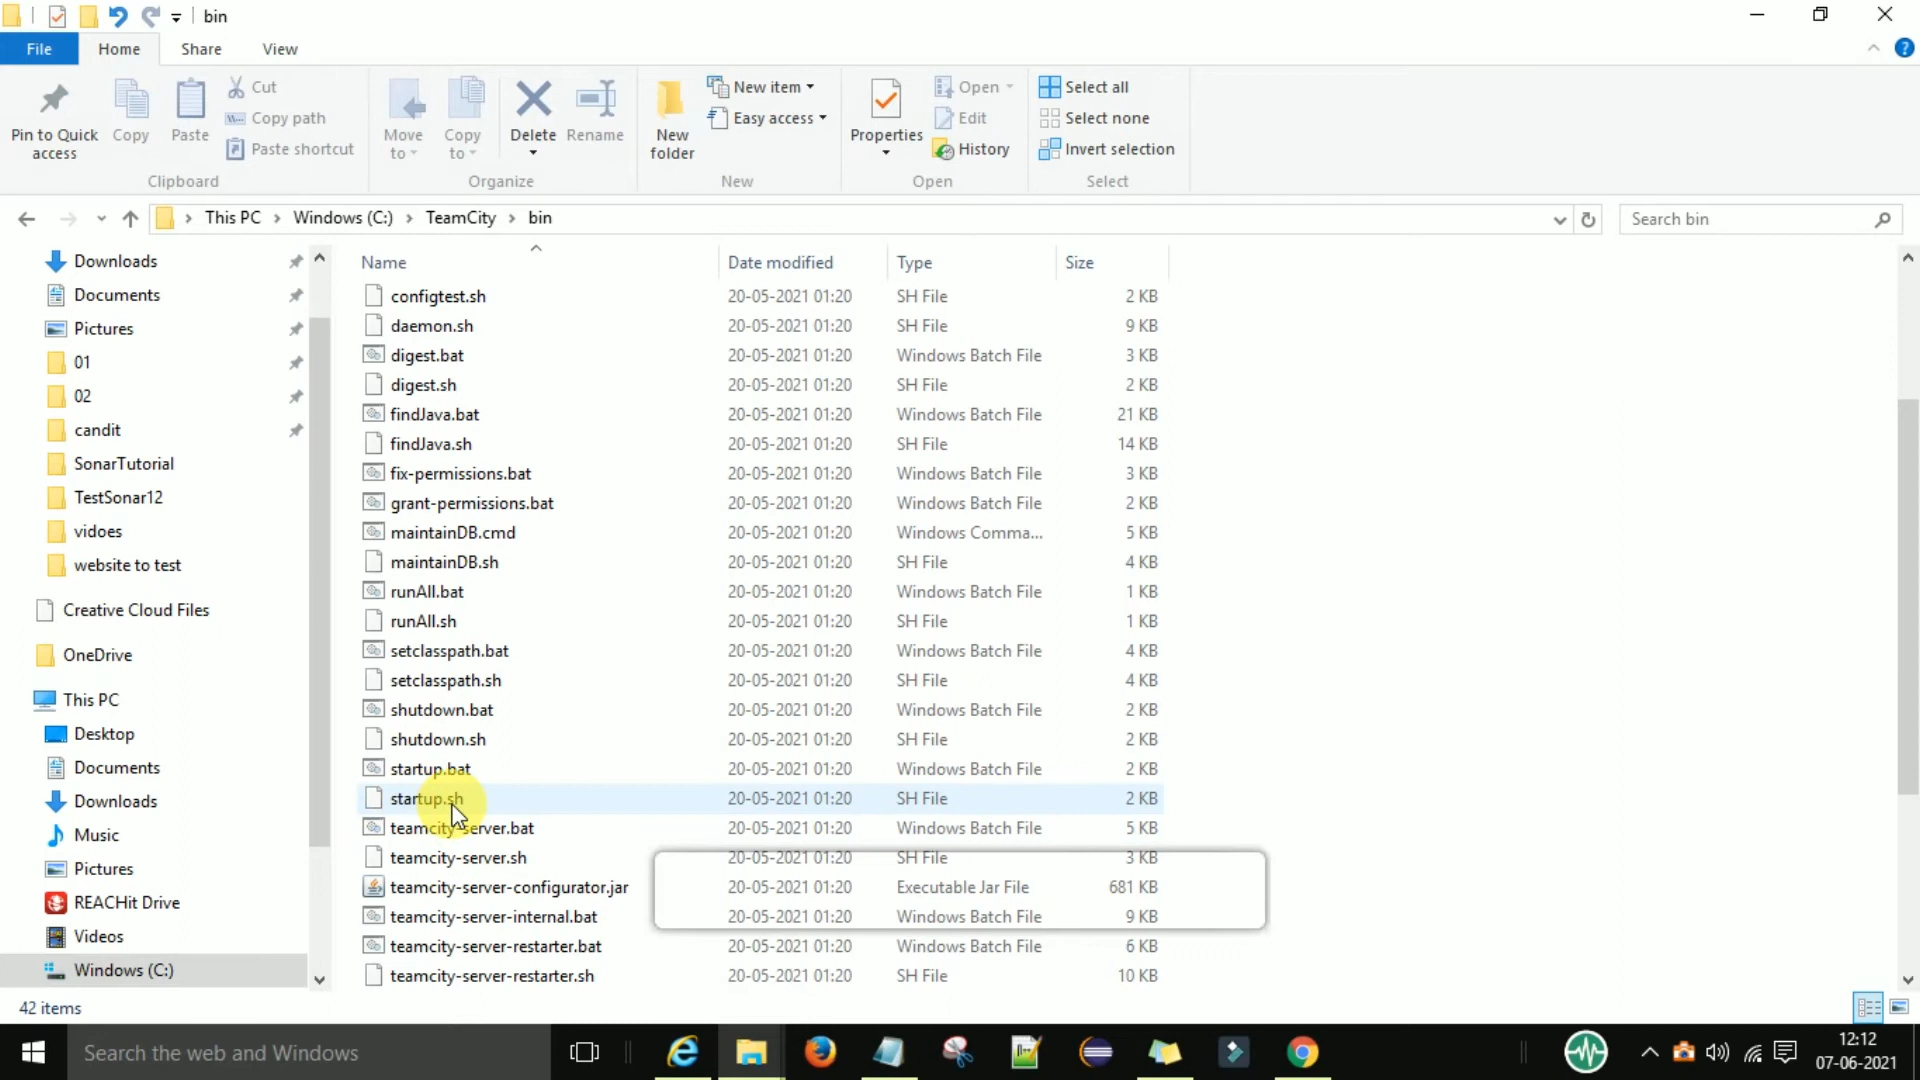 bin
File Home Share View
Pin to Quick access
Copy
Paste
Cut
Copy path
Paste shortcut
Clipboard
Move to
Copy to
Delete
Rename
Organize
New folder
New item
Easy access
New
Properties
Open
Edit
History
Open
Select all
Select none
Invert selection
Select
This PC > Windows (C:) > TeamCity > bin
Search bin
Downloads
Documents
Pictures
01
02
candit
SonarTutorial
TestSonar12
vidoes
website to test
Creative Cloud Files
OneDrive
This PC
Desktop
Documents
Downloads
Music
Pictures
REACHit Drive
Videos
Windows (C:)
Name Date modified Type Size
configtest.sh 20-05-2021 01:20 SH File 2 KB
daemon.sh 20-05-2021 01:20 SH File 9 KB
digest.bat 20-05-2021 01:20 Windows Batch File 3 KB
digest.sh 20-05-2021 01:20 SH File 2 KB
findJava.bat 20-05-2021 01:20 Windows Batch File 21 KB
findJava.sh 20-05-2021 01:20 SH File 14 KB
fix-permissions.bat 20-05-2021 01:20 Windows Batch File 3 KB
grant-permissions.bat 20-05-2021 01:20 Windows Batch File 2 KB
maintainDB.cmd 20-05-2021 01:20 Windows Comma... 5 KB
maintainDB.sh 20-05-2021 01:20 SH File 4 KB
runAll.bat 20-05-2021 01:20 Windows Batch File 1 KB
runAll.sh 20-05-2021 01:20 SH File 1 KB
setclasspath.bat 20-05-2021 01:20 Windows Batch File 4 KB
setclasspath.sh 20-05-2021 01:20 SH File 4 KB
shutdown.bat 20-05-2021 01:20 Windows Batch File 2 KB
shutdown.sh 20-05-2021 01:20 SH File 2 KB
startup.bat 20-05-2021 01:20 Windows Batch File 2 KB
startup.sh 20-05-2021 01:20 SH File 2 KB
teamcity-server.bat 20-05-2021 01:20 Windows Batch File 5 KB
teamcity-server.sh 20-05-2021 01:20 SH File 3 KB
teamcity-server-configurator.jar 20-05-2021 01:20 Executable Jar File 681 KB
teamcity-server-internal.bat 20-05-2021 01:20 Windows Batch File 9 KB
teamcity-server-restarter.bat 20-05-2021 01:20 Windows Batch File 6 KB
teamcity-server-restarter.sh 20-05-2021 01:20 SH File 10 KB
42 items
Search the web and Windows
12:12
07-06-2021